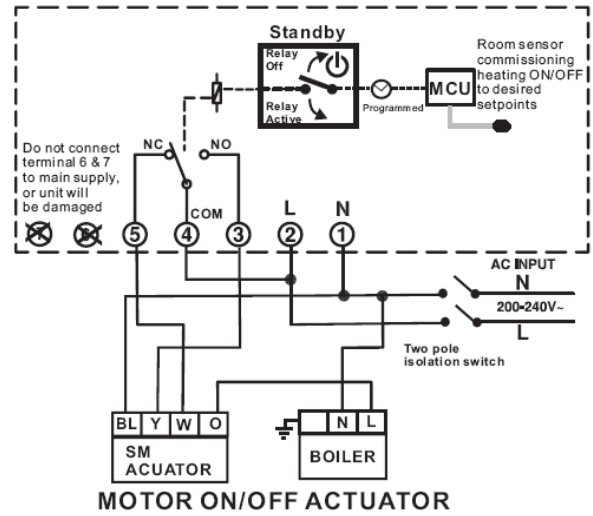 Standby
Relay
Off
Relay
Active
Programmed
MCU
Room sensor
commissioning
heating ON/OFF
to desired
setpoints
Do not connect
terminal 6 & 7
to main supply,
or unit will
be damaged
NC
NO
COM
L
N
7
6
5
4
3
2
1
AC INPUT
N
200-240V~
L
Two pole
isolation switch
BL Y W O
SM
ACUATOR
N L
BOILER
MOTOR ON/OFF ACTUATOR